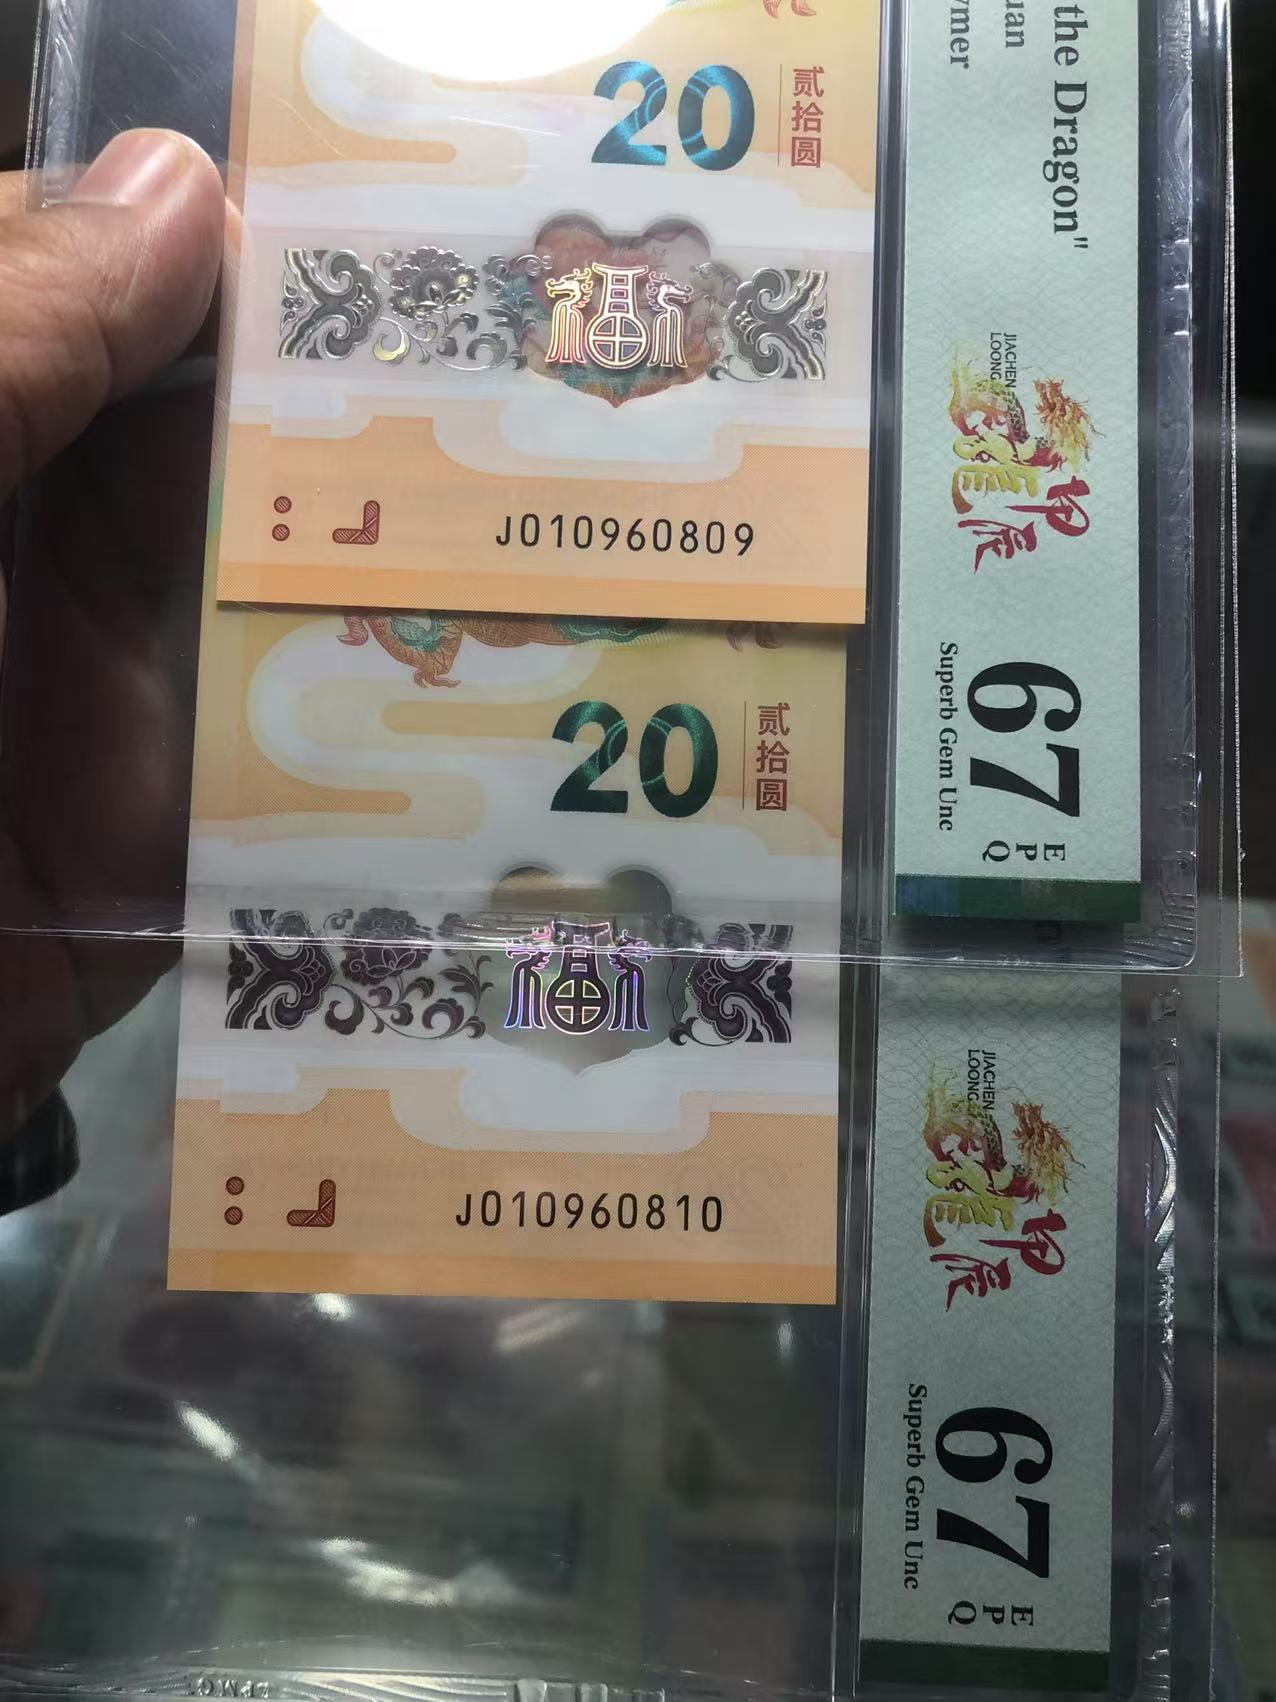 20
贰拾圆
福
J010960809
the Dragon"
uan
ymer
JIACHEN
LOONG
甲辰
龍
67
EPQ
Superb Gem Unc
20
贰拾圆
福
J010960810
JIACHEN
LOONG
甲辰
龍
67
EPQ
Superb Gem Unc
PMG